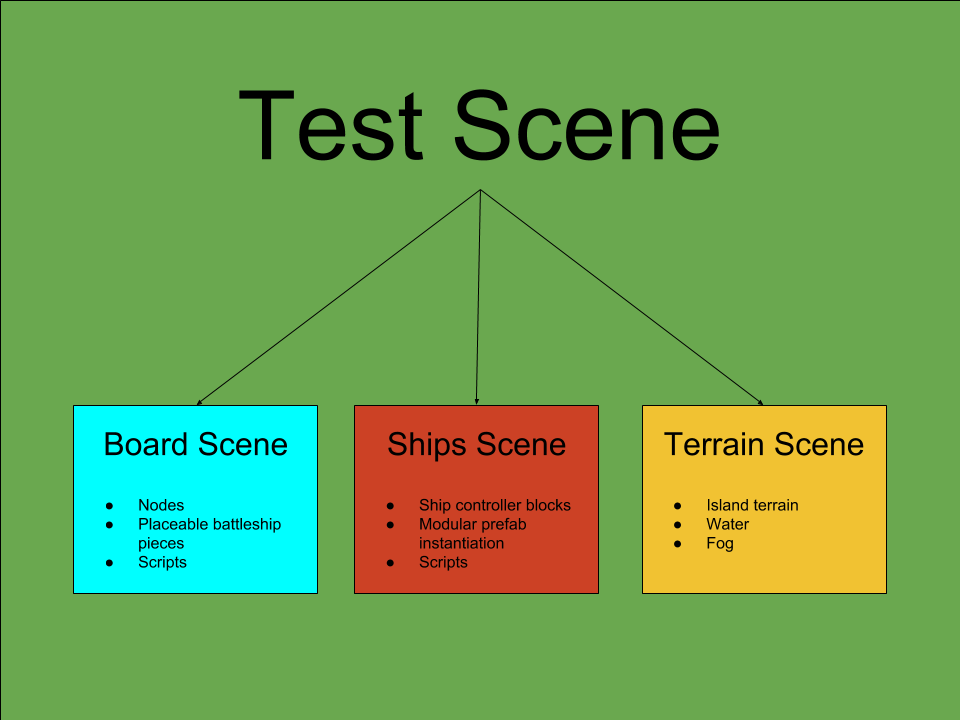 Test Scene
Board Scene
● Nodes
● Placeable battleship
pieces
● Scripts
Ships Scene
● Ship controller blocks
● Modular prefab
instantiation
● Scripts
Terrain Scene
● Island terrain
● Water
● Fog